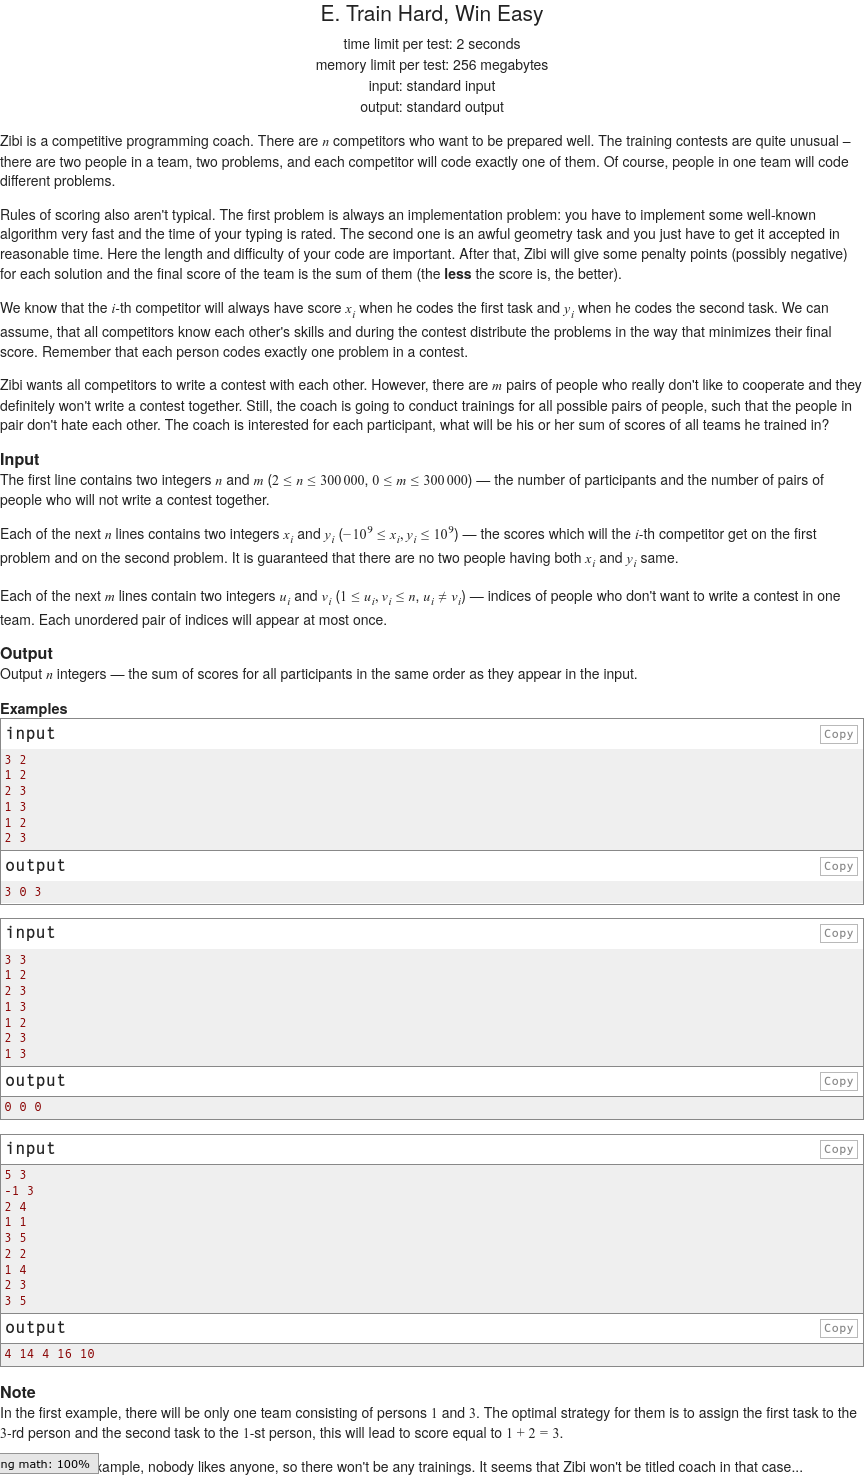 E. Train Hard, Win Easy
time limit per test: 2 seconds
memory limit per test: 256 megabytes
input: standard input
output: standard output
Zibi is a competitive programming coach. There are n competitors who want to be prepared well. The training contests are quite unusual –
there are two people in a team, two problems, and each competitor will code exactly one of them. Of course, people in one team will code
different problems.
Rules of scoring also aren't typical. The first problem is always an implementation problem: you have to implement some well-known
algorithm very fast and the time of your typing is rated. The second one is an awful geometry task and you just have to get it accepted in
reasonable time. Here the length and difficulty of your code are important. After that, Zibi will give some penalty points (possibly negative)
for each solution and the final score of the team is the sum of them (the less the score is, the better).
We know that the i-th competitor will always have score x_i when he codes the first task and y_i when he codes the second task. We can
assume, that all competitors know each other's skills and during the contest distribute the problems in the way that minimizes their final
score. Remember that each person codes exactly one problem in a contest.
Zibi wants all competitors to write a contest with each other. However, there are m pairs of people who really don't like to cooperate and they
definitely won't write a contest together. Still, the coach is going to conduct trainings for all possible pairs of people, such that the people in
pair don't hate each other. The coach is interested for each participant, what will be his or her sum of scores of all teams he trained in?
Input
The first line contains two integers n and m (2 ≤ n ≤ 300 000, 0 ≤ m ≤ 300 000) — the number of participants and the number of pairs of
people who will not write a contest together.
Each of the next n lines contains two integers x_i and y_i (−10^9 ≤ x_i, y_i ≤ 10^9) — the scores which will the i-th competitor get on the first
problem and on the second problem. It is guaranteed that there are no two people having both x_i and y_i same.
Each of the next m lines contain two integers u_i and v_i (1 ≤ u_i, v_i ≤ n, u_i ≠ v_i) — indices of people who don't want to write a contest in one
team. Each unordered pair of indices will appear at most once.
Output
Output n integers — the sum of scores for all participants in the same order as they appear in the input.
Examples
input
Copy
3 2
1 2
2 3
1 3
1 2
2 3
output
Copy
3 0 3
input
Copy
3 3
1 2
2 3
1 3
1 2
2 3
1 3
output
Copy
0 0 0
input
Copy
5 3
-1 3
2 4
1 1
3 5
2 2
1 4
2 3
3 5
output
Copy
4 14 4 16 10
Note
In the first example, there will be only one team consisting of persons 1 and 3. The optimal strategy for them is to assign the first task to the
3-rd person and the second task to the 1-st person, this will lead to score equal to 1 + 2 = 3.
ng math: 100%
xample, nobody likes anyone, so there won't be any trainings. It seems that Zibi won't be titled coach in that case...